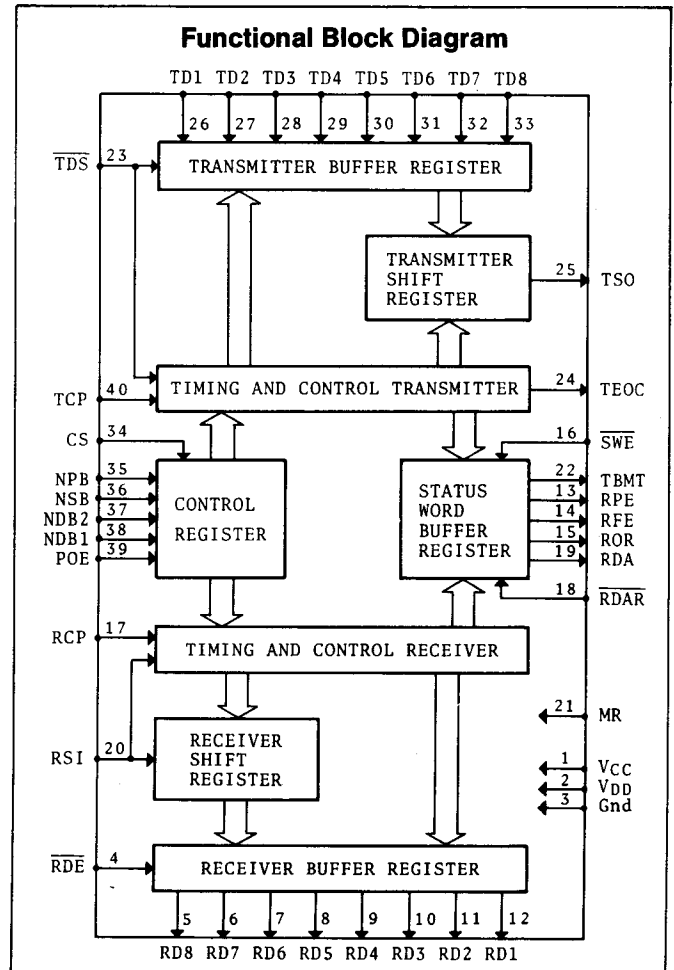 Functional Block Diagram
TD1 TD2 TD3 TD4 TD5 TD6 TD7 TD8
26 27 28 29 30 31 32 33
TDS 23
TRANSMITTER BUFFER REGISTER
TRANSMITTER
SHIFT
REGISTER
25 TSO
TIMING AND CONTROL TRANSMITTER
24 TEOC
TCP 40
CS 34
16 SWE
NPB 35
NSB 36
NDB2 37
NDB1 38
POE 39
CONTROL
REGISTER
STATUS
WORD
BUFFER
REGISTER
22 TBMT
13 RPE
14 RFE
15 ROR
19 RDA
18 RDAR
RCP 17
TIMING AND CONTROL RECEIVER
21 MR
RSI 20
RECEIVER
SHIFT
REGISTER
1 VCC
2 VDD
3 Gnd
RDE 4
RECEIVER BUFFER REGISTER
5 6 7 8 9 10 11 12
RD8 RD7 RD6 RD5 RD4 RD3 RD2 RD1